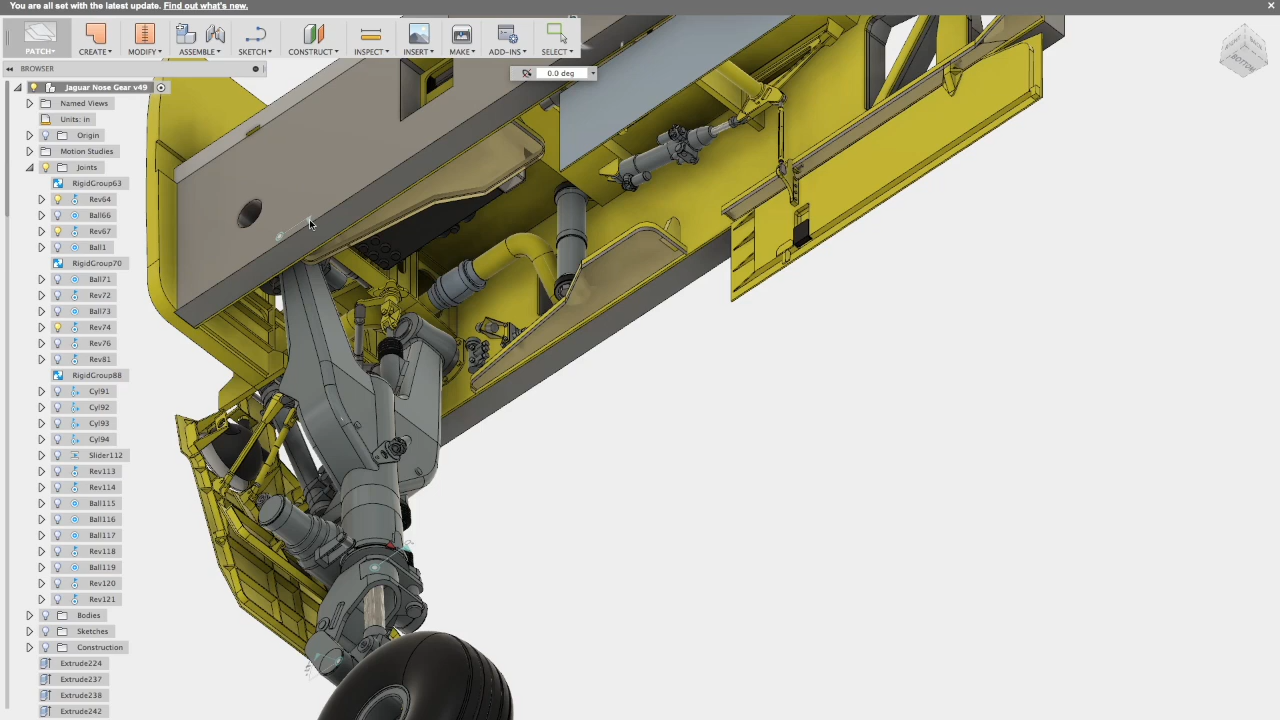 You are all set with the latest update. Find out what's new.
PATCH▾
CREATE▾
MODIFY▾
ASSEMBLE▾
SKETCH▾
CONSTRUCT▾
INSPECT▾
INSERT▾
MAKE▾
ADD-INS▾
SELECT▾
BROWSER
0.0 deg
Jaguar Nose Gear v49
Named Views
Units: in
Origin
Motion Studies
Joints
RigidGroup63
Rev64
Ball66
Rev67
Ball1
RigidGroup70
Ball71
Rev72
Ball73
Rev74
Rev76
Rev81
RigidGroup88
Cyl91
Cyl92
Cyl93
Cyl94
Slider112
Rev113
Rev114
Ball115
Ball116
Ball117
Rev118
Ball119
Rev120
Rev121
Bodies
Sketches
Construction
Extrude224
Extrude237
Extrude238
Extrude242
BOTTOM